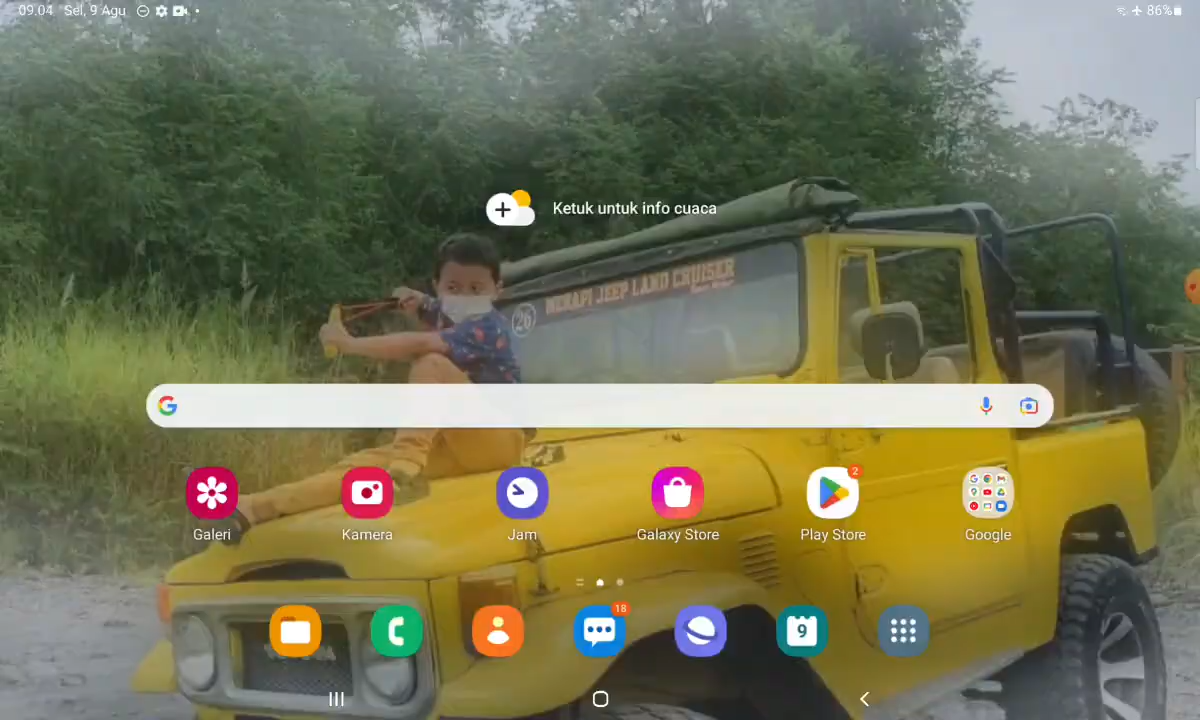 09.04 Sel, 9 Agu
86%
Ketuk untuk info cuaca
26 MERAPI JEEP LAND CRUISER
G
2
Galeri
Kamera
Jam
Galaxy Store
Play Store
Google
18
9